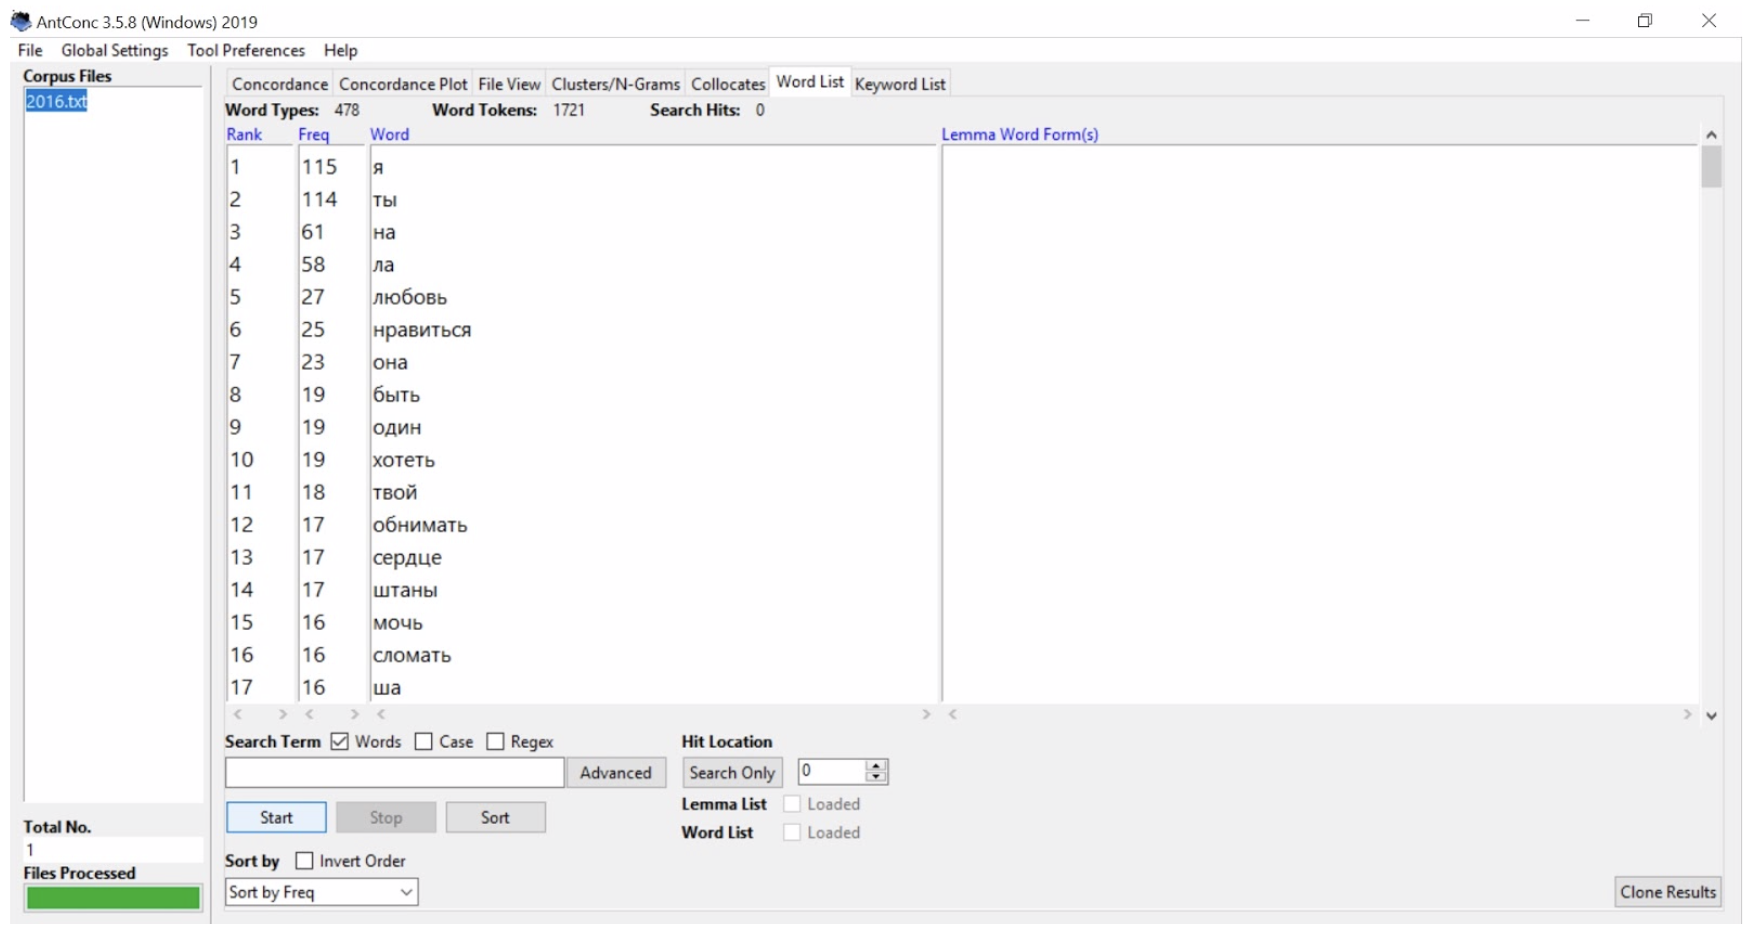 AntConc 3.5.8 (Windows) 2019
File Global Settings Tool Preferences Help
Corpus Files
2016.txt
Concordance Concordance Plot File View Clusters/N-Grams Collocates Word List Keyword List
Word Types: 478 Word Tokens: 1721 Search Hits: 0
Rank Freq Word Lemma Word Form(s)
1 115 я
2 114 ты
3 61 на
4 58 ла
5 27 любовь
6 25 нравиться
7 23 она
8 19 быть
9 19 один
10 19 хотеть
11 18 твой
12 17 обнимать
13 17 сердце
14 17 штаны
15 16 мочь
16 16 сломать
17 16 ша
Search Term Words Case Regex Hit Location
Advanced Search Only 0
Start Stop Sort Lemma List Loaded
Word List Loaded
Total No.
1
Files Processed
Sort by Invert Order
Sort by Freq Clone Results